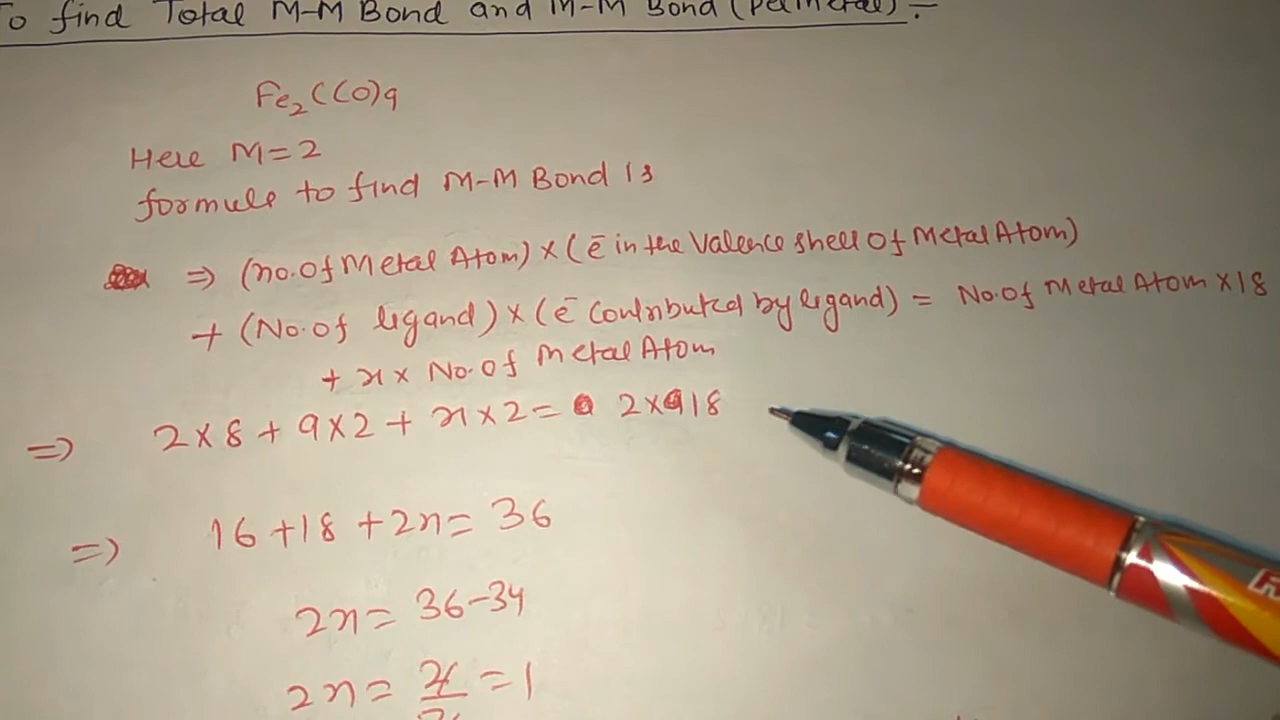 To find Total M-M Bond and M-M Bond (Permetal) :-
Fe₂(CO)9
Here M=2
formule to find M-M Bond is
⇒ (no. of Metal Atom) × (ē in the Valence shell Of Metal Atom)
+ (No. of ligand) × (ē Contributed by ligand) = No. of Metal Atom × 18
+ x × No. Of Metal Atom
⇒ 2×8 + 9×2 + x×2 = 2×18
⇒ 16 + 18 + 2x = 36
2x = 36-34
2x = 2/2 = 1